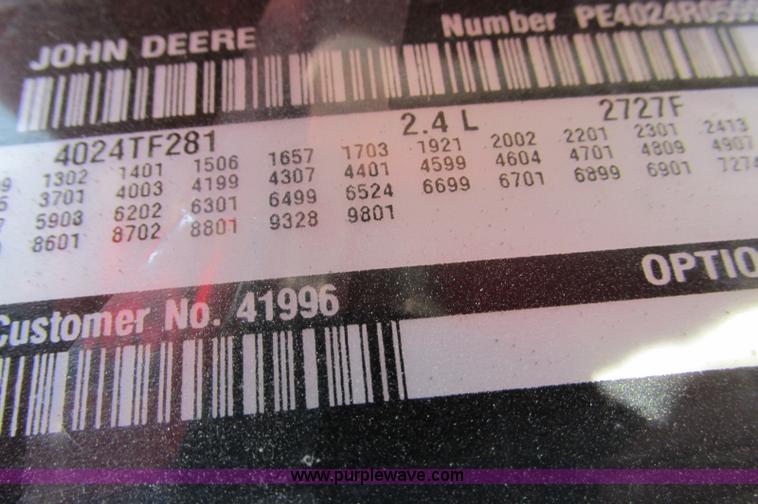 JOHN DEERE Number
4024TF281 2.4 L 2727F
1302 1401 1506 1657 1703 1921 2002 2201 2301 2413
3701 4003 4199 4307 4401 4599 4604 4701 4809 4907
5903 6202 6301 6499 6524 6699 6701 6899 6901 7274
8601 8702 8801 9328 9801
OPTIO
Customer No. 41996
www.purplewave.com